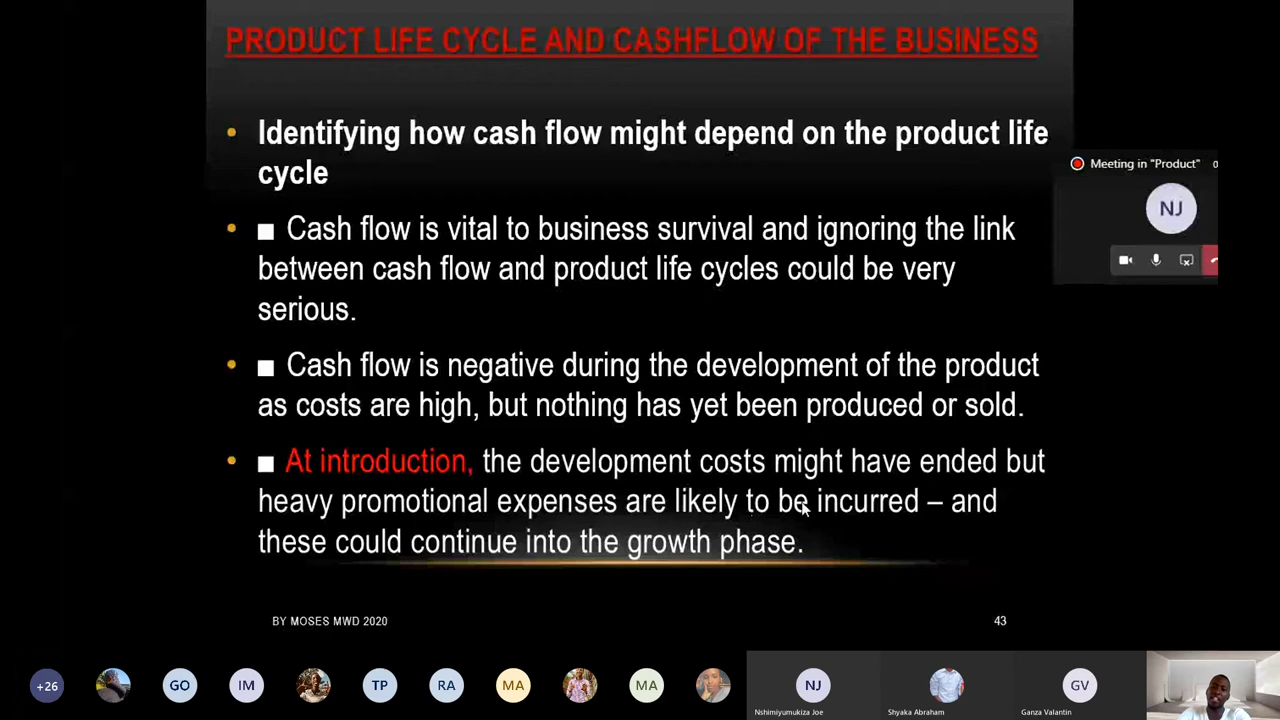 PRODUCT LIFE CYCLE AND CASHFLOW OF THE BUSINESS
• Identifying how cash flow might depend on the product life
cycle
Meeting in "Product" 0
NJ
• ■ Cash flow is vital to business survival and ignoring the link
between cash flow and product life cycles could be very
serious.
• ■ Cash flow is negative during the development of the product
as costs are high, but nothing has yet been produced or sold.
• ■ At introduction, the development costs might have ended but
heavy promotional expenses are likely to be incurred – and
these could continue into the growth phase.
BY MOSES MWD 2020
43
+26 GO IM TP RA MA MA NJ GV
Nshimiyumukiza Joe Shyaka Abraham Ganza Valantin